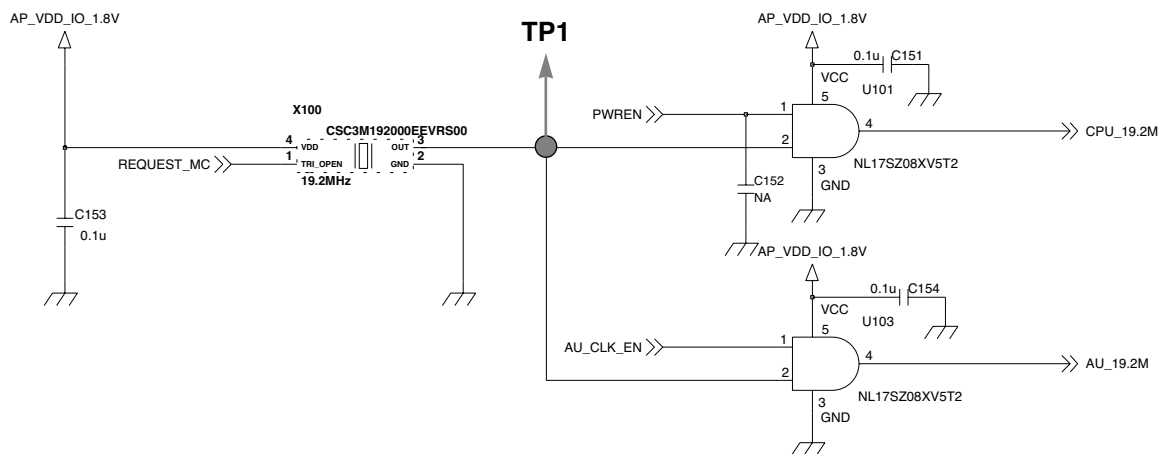 AP_VDD_IO_1.8V
AP_VDD_IO_1.8V
TP1
0.1u C151
VCC
U101
5
X100
PWREN
1
CSC3M192000EEVRS00
4 VDD OUT 3
2
4
CPU_19.2M
REQUEST_MC
1 TRI_OPEN GND 2
19.2MHz
3
NL17SZ08XV5T2
GND
C152
NA
C153
0.1u
AP_VDD_IO_1.8V
0.1u C154
VCC
U103
5
AU_CLK_EN
1
4
AU_19.2M
2
NL17SZ08XV5T2
3
GND